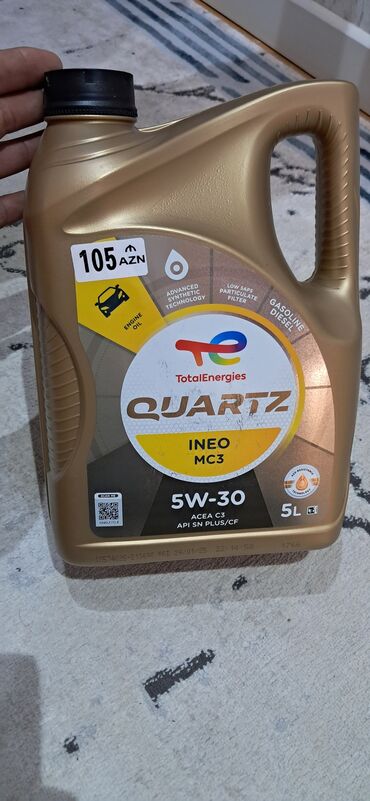 105 ₼ AZN
ENGINE OIL
ADVANCED
SYNTHETIC
TECHNOLOGY
LOW SAPS
PARTICULATE
FILTER
GASOLINE
DIESEL
TotalEnergies
QUARTZ
INEO
MC3
5W-30
ACEA C3
API SN PLUS/CF
5L